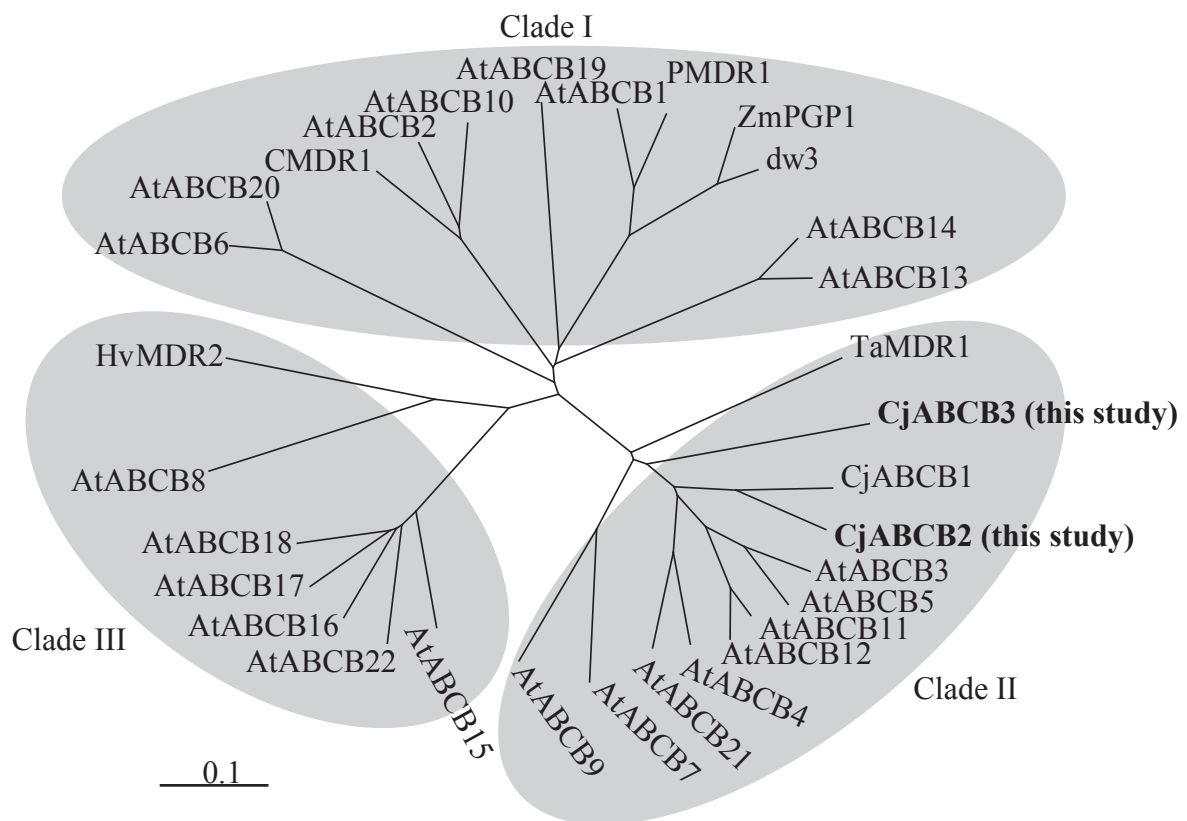 Clade I
AtABCB19
PMDR1
AtABCB10
AtABCB1
AtABCB2
ZmPGP1
CMDR1
dw3
AtABCB20
AtABCB6
AtABCB14
AtABCB13
HvMDR2
TaMDR1
CjABCB3 (this study)
AtABCB8
CjABCB1
AtABCB18
CjABCB2 (this study)
AtABCB17
AtABCB3
AtABCB5
AtABCB16
AtABCB11
AtABCB22
AtABCB12
Clade III
AtABCB15
AtABCB9
AtABCB7
AtABCB21
AtABCB4
Clade II
0.1